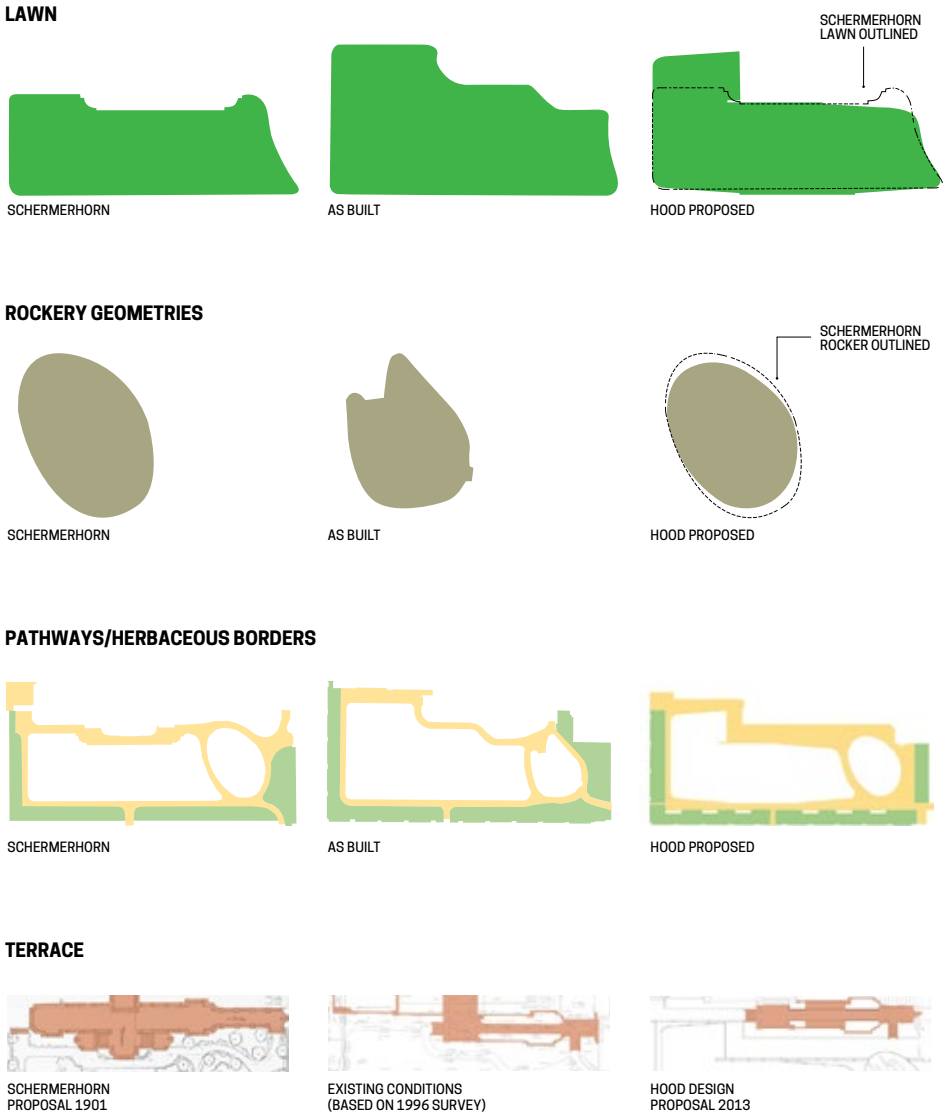 LAWN
SCHERMERHORN
LAWN OUTLINED
SCHERMERHORN
AS BUILT
HOOD PROPOSED
ROCKERY GEOMETRIES
SCHERMERHORN
ROCKER OUTLINED
SCHERMERHORN
AS BUILT
HOOD PROPOSED
PATHWAYS/HERBACEOUS BORDERS
SCHERMERHORN
AS BUILT
HOOD PROPOSED
TERRACE
SCHERMERHORN
PROPOSAL 1901
EXISTING CONDITIONS
(BASED ON 1996 SURVEY)
HOOD DESIGN
PROPOSAL 2013